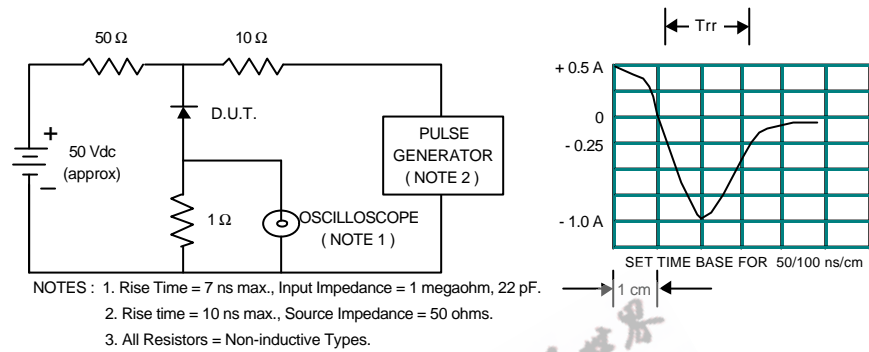 50 Ω
10 Ω
D.U.T.
+
50 Vdc
(approx)
−
1 Ω
OSCILLOSCOPE
( NOTE 1 )
PULSE
GENERATOR
( NOTE 2 )
Trr
+ 0.5 A
0
- 0.25
- 1.0 A
SET TIME BASE FOR 50/100 ns/cm
1 cm
NOTES : 1. Rise Time = 7 ns max., Input Impedance = 1 megaohm, 22 pF.
2. Rise time = 10 ns max., Source Impedance = 50 ohms.
3. All Resistors = Non-inductive Types.